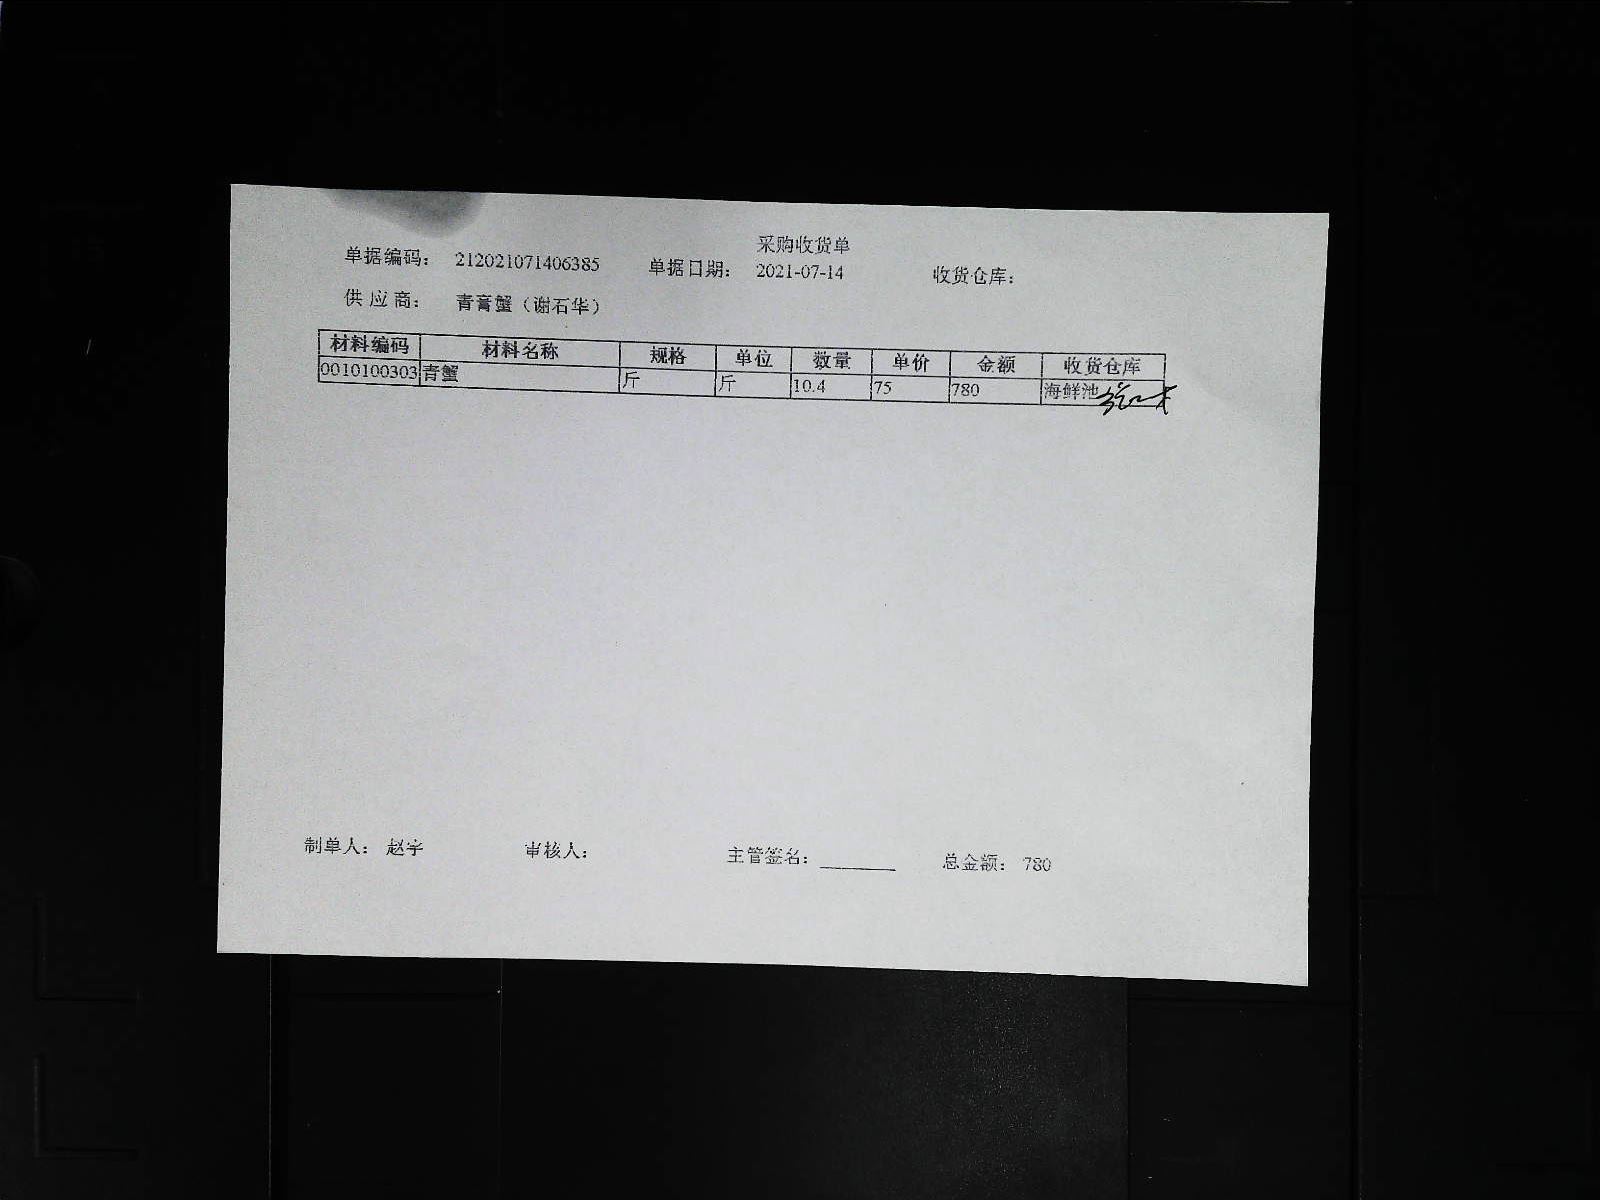 采购收货单
单据编码： 212021071406385 单据日期： 2021-07-14 收货仓库：
供 应 商： 青膏蟹（谢石华）
材料编码 材料名称 规格 单位 数量 单价 金额 收货仓库
0010100303 青蟹 斤 斤 10.4 75 780 海鲜池
制单人： 赵宇 审核人： 主管签名：________ 总金额： 780